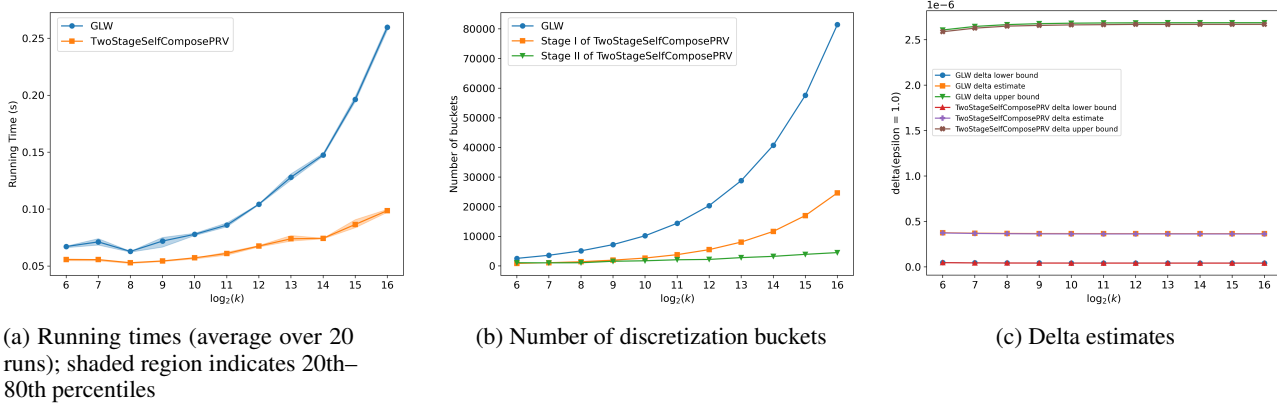 GLW
TwoStageSelfComposePRV
0.25
0.20
0.15
0.10
0.05
Running Time (s)
6 7 8 9 10 11 12 13 14 15 16
log₂(k)
(a) Running times (average over 20
runs); shaded region indicates 20th–
80th percentiles
GLW
Stage I of TwoStageSelfComposePRV
Stage II of TwoStageSelfComposePRV
80000
70000
60000
50000
40000
30000
20000
10000
0
Number of buckets
6 7 8 9 10 11 12 13 14 15 16
log₂(k)
(b) Number of discretization buckets
1e−6
2.5
2.0
1.5
1.0
0.5
0.0
delta(epsilon = 1.0)
GLW delta lower bound
GLW delta estimate
GLW delta upper bound
TwoStageSelfComposePRV delta lower bound
TwoStageSelfComposePRV delta estimate
TwoStageSelfComposePRV delta upper bound
6 7 8 9 10 11 12 13 14 15 16
log₂(k)
(c) Delta estimates